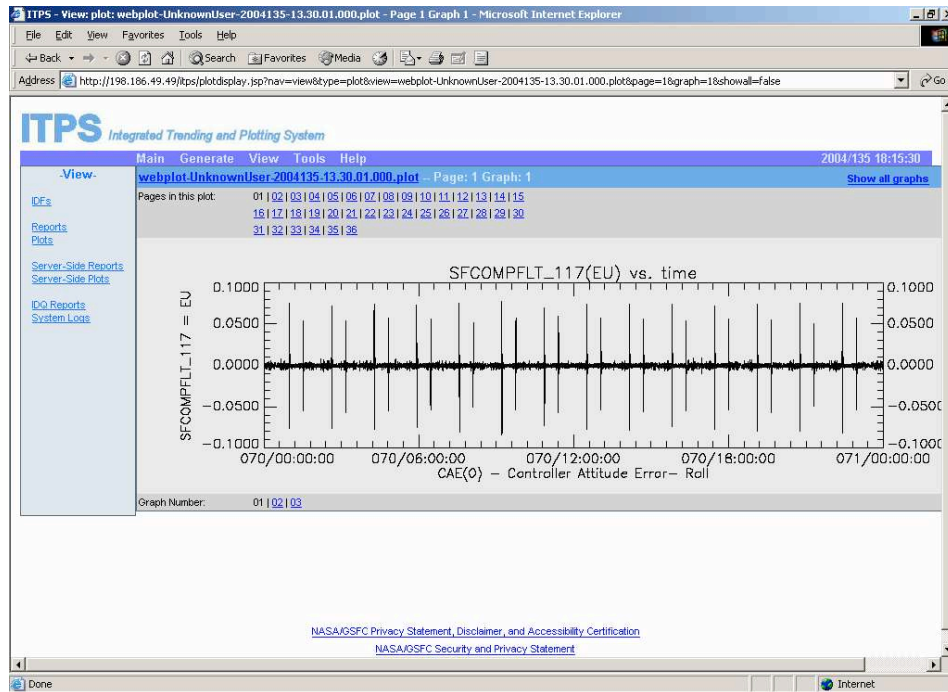 ITPS - View: plot: webplot-UnknownUser-2004135-13.30.01.000.plot - Page 1 Graph 1 - Microsoft Internet Explorer
File Edit View Favorites Tools Help
Back Search Favorites Media
Address http://198.186.49.49/itps/plotdisplay.jsp?nav=view&type=plot&view=webplot-UnknownUser-2004135-13.30.01.000.plot&page=1&graph=1&showall=false Go
ITPS Integrated Trending and Plotting System
Main Generate View Tools Help 2004/135 18:15:30
-View-
IDFs
Reports
Plots
Server-Side Reports
Server-Side Plots
IDQ Reports
System Logs
webplot-UnknownUser-2004135-13.30.01.000.plot -- Page: 1 Graph: 1 Show all graphs
Pages in this plot: 01 | 02 | 03 | 04 | 05 | 06 | 07 | 08 | 09 | 10 | 11 | 12 | 13 | 14 | 15
16 | 17 | 18 | 19 | 20 | 21 | 22 | 23 | 24 | 25 | 26 | 27 | 28 | 29 | 30
31 | 32 | 33 | 34 | 35 | 36
SFCOMPFLT_117(EU) vs. time
SFCOMPFLT_117 = EU
0.1000 0.1000
0.0500 0.0500
0.0000 0.0000
-0.0500 -0.0500
-0.1000 -0.1000
070/00:00:00 070/06:00:00 070/12:00:00 070/18:00:00 071/00:00:00
CAE(0) - Controller Attitude Error- Roll
Graph Number: 01 | 02 | 03
NASA/GSFC Privacy Statement, Disclaimer, and Accessibility Certification
NASA/GSFC Security and Privacy Statement
Done Internet